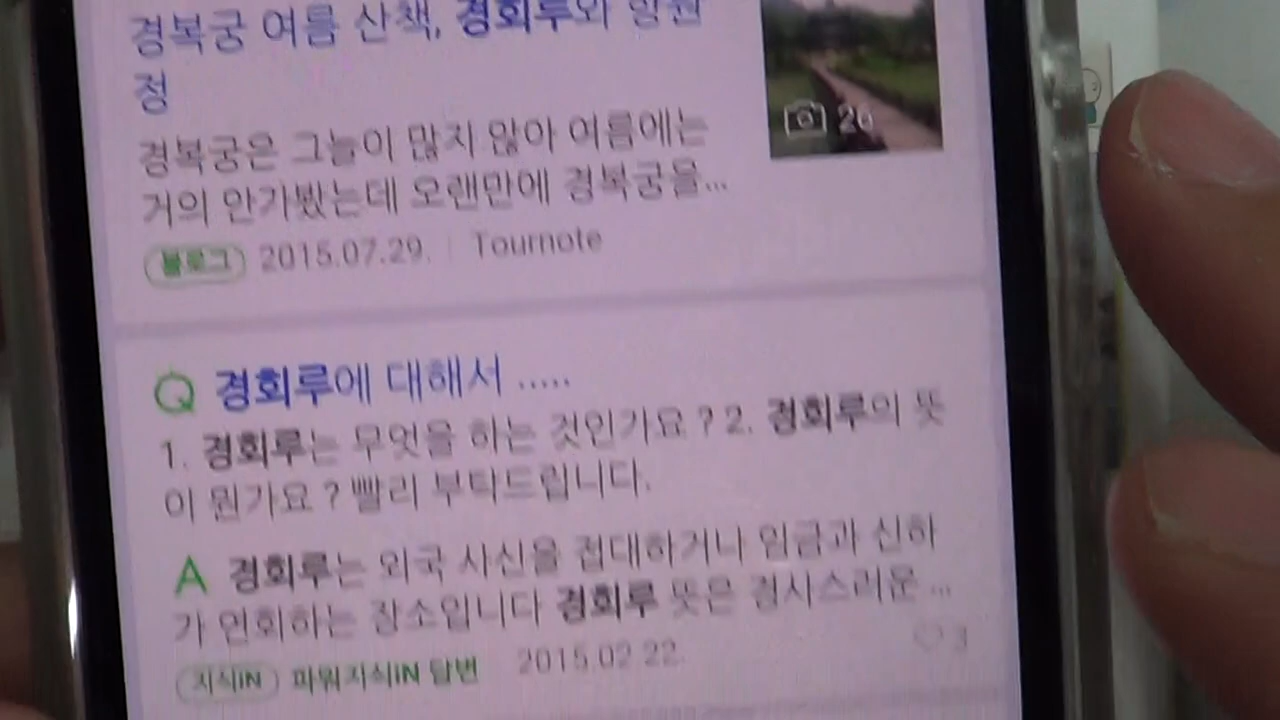 경복궁 여름 산책, 경회루와 향원
정
경복궁은 그늘이 많지 않아 여름에는
거의 안가봤는데 오랜만에 경복궁을...
26
블로그 2015.07.29. Tournote
Q 경회루에 대해서 .....
1. 경회루는 무엇을 하는 것인가요 ? 2. 경회루의 뜻
이 뭔가요 ? 빨리 부탁드립니다.
A 경회루는 외국 사신을 접대하거나 임금과 신하
가 연회하는 장소입니다 경회루 뜻은 경사스러운 ...
3
지식iN 파워지식iN 답변 2015.02.22.